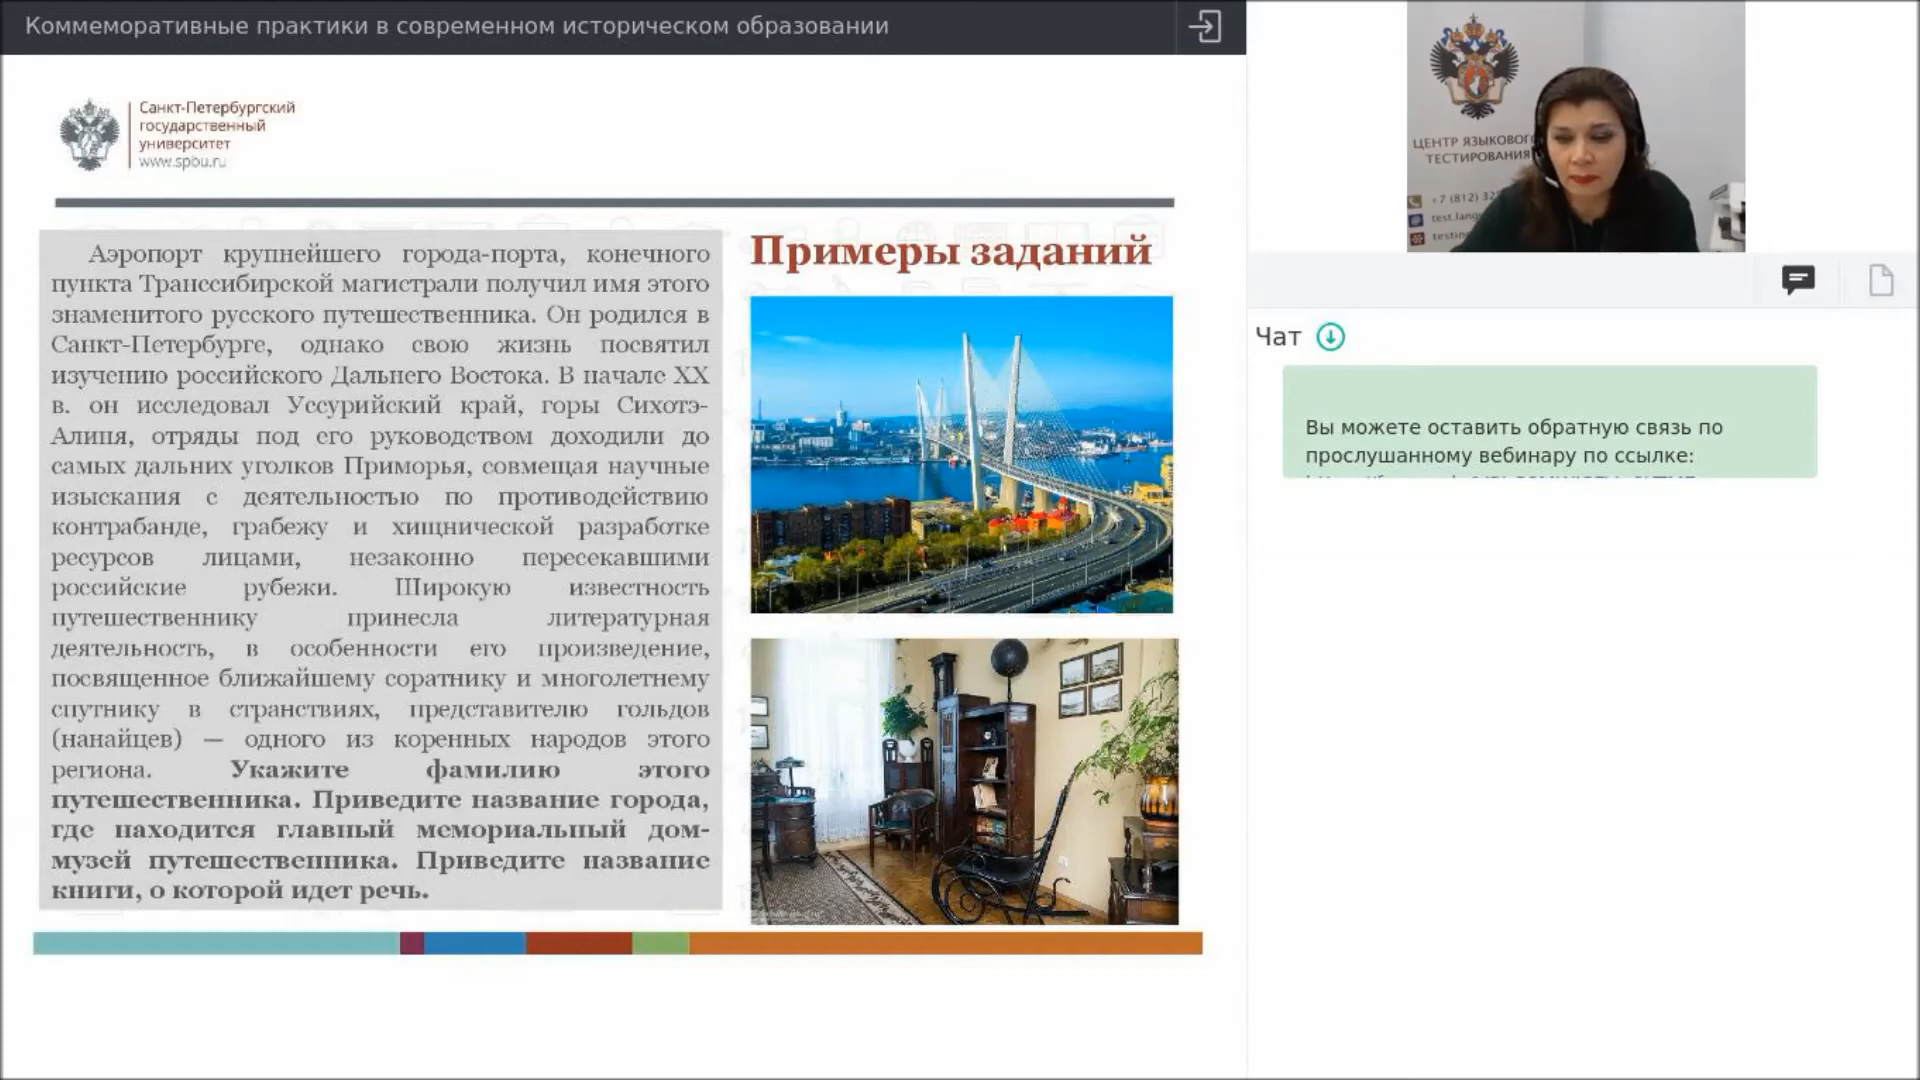 Коммеморативные практики в современном историческом образовании
Санкт-Петербургский
государственный
университет
www.spbu.ru
Аэропорт крупнейшего города-порта, конечного
пункта Транссибирской магистрали получил имя этого
знаменитого русского путешественника. Он родился в
Санкт-Петербурге, однако свою жизнь посвятил
изучению российского Дальнего Востока. В начале XX
в. он исследовал Уссурийский край, горы Сихотэ-
Алиня, отряды под его руководством доходили до
самых дальних уголков Приморья, совмещая научные
изыскания с деятельностью по противодействию
контрабанде, грабежу и хищнической разработке
ресурсов лицами, незаконно пересекавшими
российские рубежи. Широкую известность
путешественнику принесла литературная
деятельность, в особенности его произведение,
посвященное ближайшему соратнику и многолетнему
спутнику в странствиях, представителю гольдов
(нанайцев) — одного из коренных народов этого
региона. Укажите фамилию этого
путешественника. Приведите название города,
где находится главный мемориальный дом-
музей путешественника. Приведите название
книги, о которой идет речь.
Примеры заданий
ЦЕНТР ЯЗЫКОВОГО
ТЕСТИРОВАНИЯ
+7 (812) 32
test.lang
testin
Чат
Вы можете оставить обратную связь по
прослушанному вебинару по ссылке: